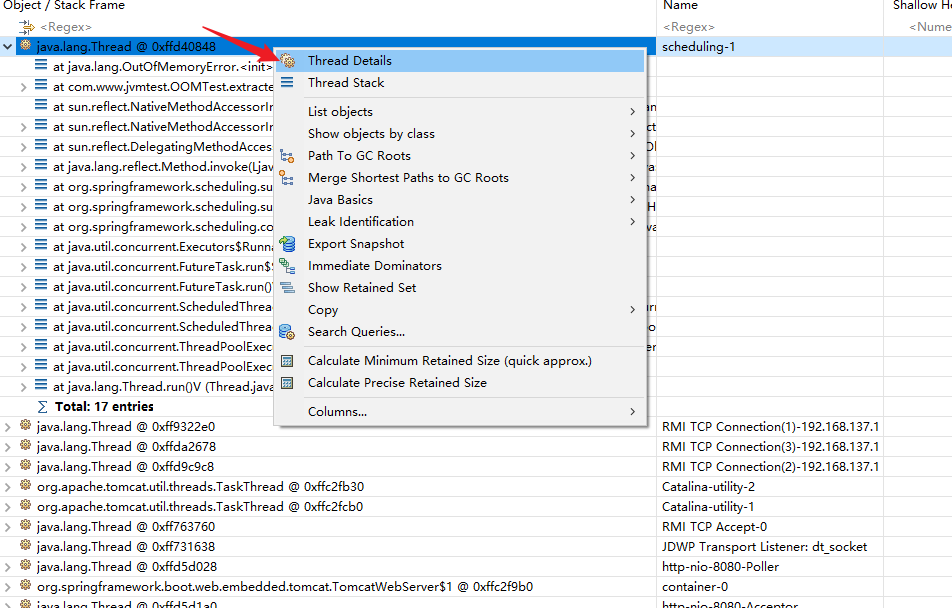 Object / Stack Frame Name Shallow He
<Regex> <Regex> <Nume
java.lang.Thread @ 0xffd40848 scheduling-1
Thread Details
at java.lang.OutOfMemoryError.<init>
Thread Stack
at com.www.jvmtest.OOMTest.extracte
at sun.reflect.NativeMethodAccessorIr
List objects
at sun.reflect.NativeMethodAccessorIr
Show objects by class
at sun.reflect.DelegatingMethodAcces
Path To GC Roots
at java.lang.reflect.Method.invoke(Ljav
Merge Shortest Paths to GC Roots
at org.springframework.scheduling.su
Java Basics
at org.springframework.scheduling.su
Leak Identification
at org.springframework.scheduling.co
Export Snapshot
at java.util.concurrent.Executors$Runna
Immediate Dominators
at java.util.concurrent.FutureTask.run$S
Show Retained Set
at java.util.concurrent.FutureTask.run()
Copy
at java.util.concurrent.ScheduledThrea
Search Queries...
at java.util.concurrent.ScheduledThrea
at java.util.concurrent.ThreadPoolExec
Calculate Minimum Retained Size (quick approx.)
at java.util.concurrent.ThreadPoolExec
Calculate Precise Retained Size
at java.lang.Thread.run()V (Thread.java
Columns...
Total: 17 entries
java.lang.Thread @ 0xff9322e0 RMI TCP Connection(1)-192.168.137.1
java.lang.Thread @ 0xffda2678 RMI TCP Connection(3)-192.168.137.1
java.lang.Thread @ 0xffd9c9c8 RMI TCP Connection(2)-192.168.137.1
org.apache.tomcat.util.threads.TaskThread @ 0xffc2fb30 Catalina-utility-2
org.apache.tomcat.util.threads.TaskThread @ 0xffc2fcb0 Catalina-utility-1
java.lang.Thread @ 0xff763760 RMI TCP Accept-0
java.lang.Thread @ 0xff731638 JDWP Transport Listener: dt_socket
java.lang.Thread @ 0xffd5d028 http-nio-8080-Poller
org.springframework.boot.web.embedded.tomcat.TomcatWebServer$1 @ 0xffc2f9b0 container-0
java.lang.Thread @ 0xffd5d1a0 http-nio-8080-Acceptor